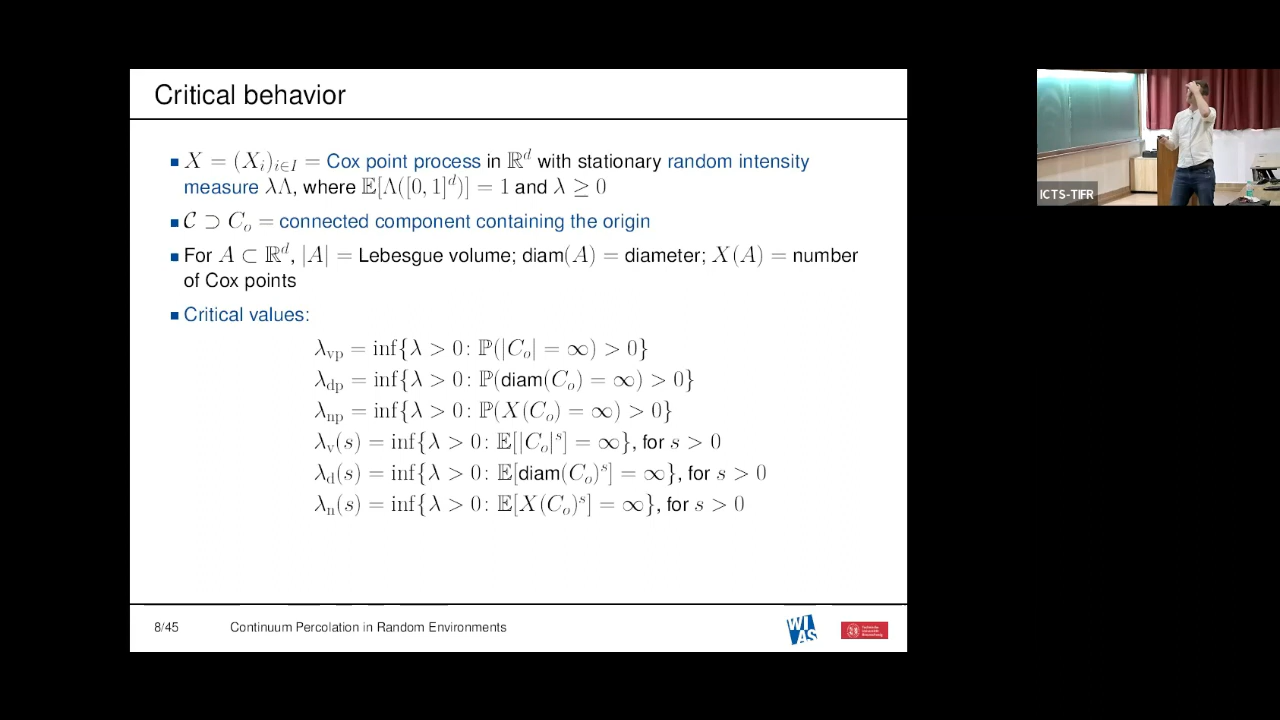 Critical behavior
■ X = (X_i)_{i∈I} = Cox point process in ℝ^d with stationary random intensity
measure λΛ, where 𝔼[Λ([0, 1]^d)] = 1 and λ ≥ 0
■ 𝒞 ⊃ C_o = connected component containing the origin
■ For A ⊂ ℝ^d, |A| = Lebesgue volume; diam(A) = diameter; X(A) = number
of Cox points
■ Critical values:
λ_vp = inf{λ > 0: ℙ(|C_o| = ∞) > 0}
λ_dp = inf{λ > 0: ℙ(diam(C_o) = ∞) > 0}
λ_np = inf{λ > 0: ℙ(X(C_o) = ∞) > 0}
λ_v(s) = inf{λ > 0: 𝔼[|C_o|^s] = ∞}, for s > 0
λ_d(s) = inf{λ > 0: 𝔼[diam(C_o)^s] = ∞}, for s > 0
λ_n(s) = inf{λ > 0: 𝔼[X(C_o)^s] = ∞}, for s > 0
8/45 Continuum Percolation in Random Environments
WI
AS
ICTS-TIFR